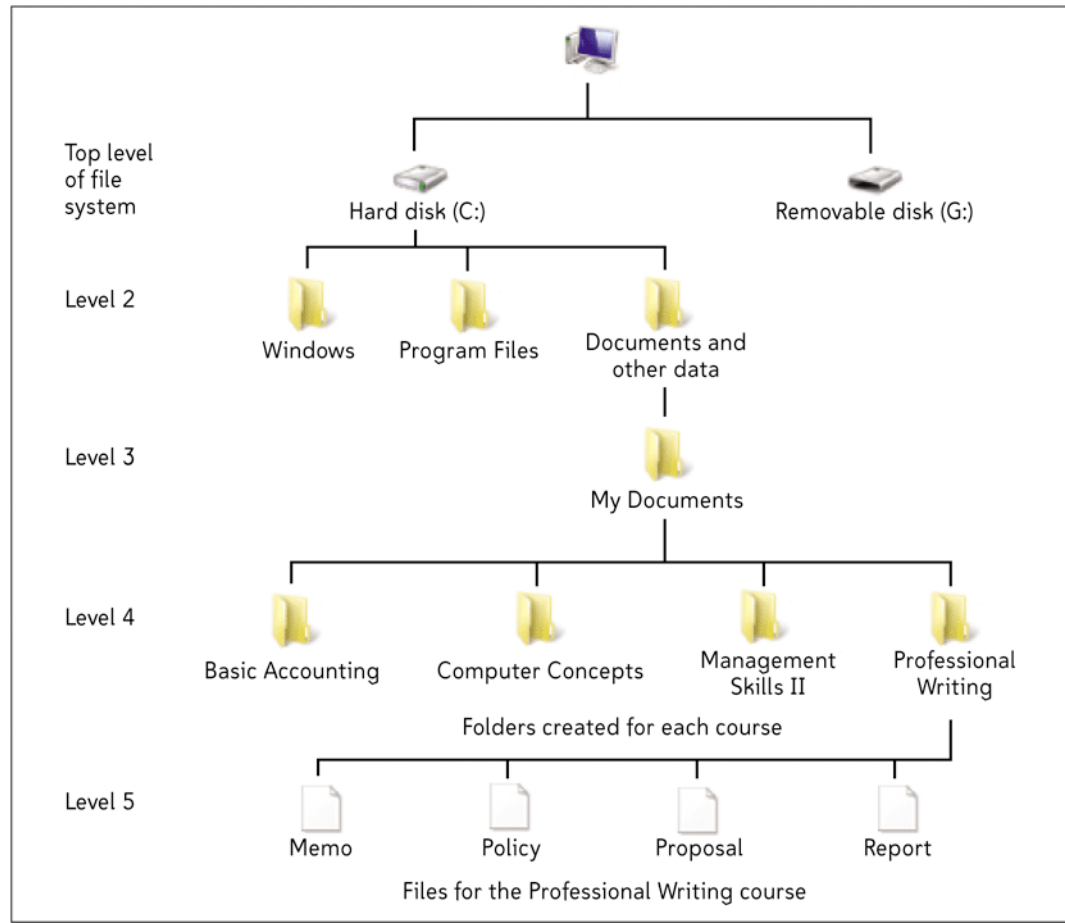 Top level
of file
system
Hard disk (C:)
Removable disk (G:)
Level 2
Windows
Program Files
Documents and
other data
Level 3
My Documents
Level 4
Basic Accounting
Computer Concepts
Management
Skills II
Professional
Writing
Folders created for each course
Level 5
Memo
Policy
Proposal
Report
Files for the Professional Writing course